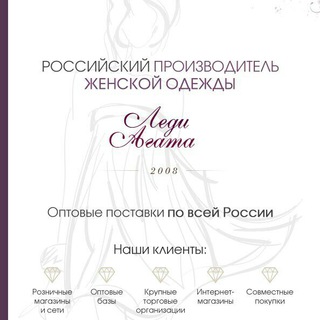 РОССИЙСКИЙ ПРОИЗВОДИТЕЛЬ
ЖЕНСКОЙ ОДЕЖДЫ
Леди
Агата
2008
Оптовые поставки по всей России
Наши клиенты:
Розничные
магазины
и сети
Оптовые
базы
Крупные
торговые
организации
Интернет-
магазины
Совместные
покупки